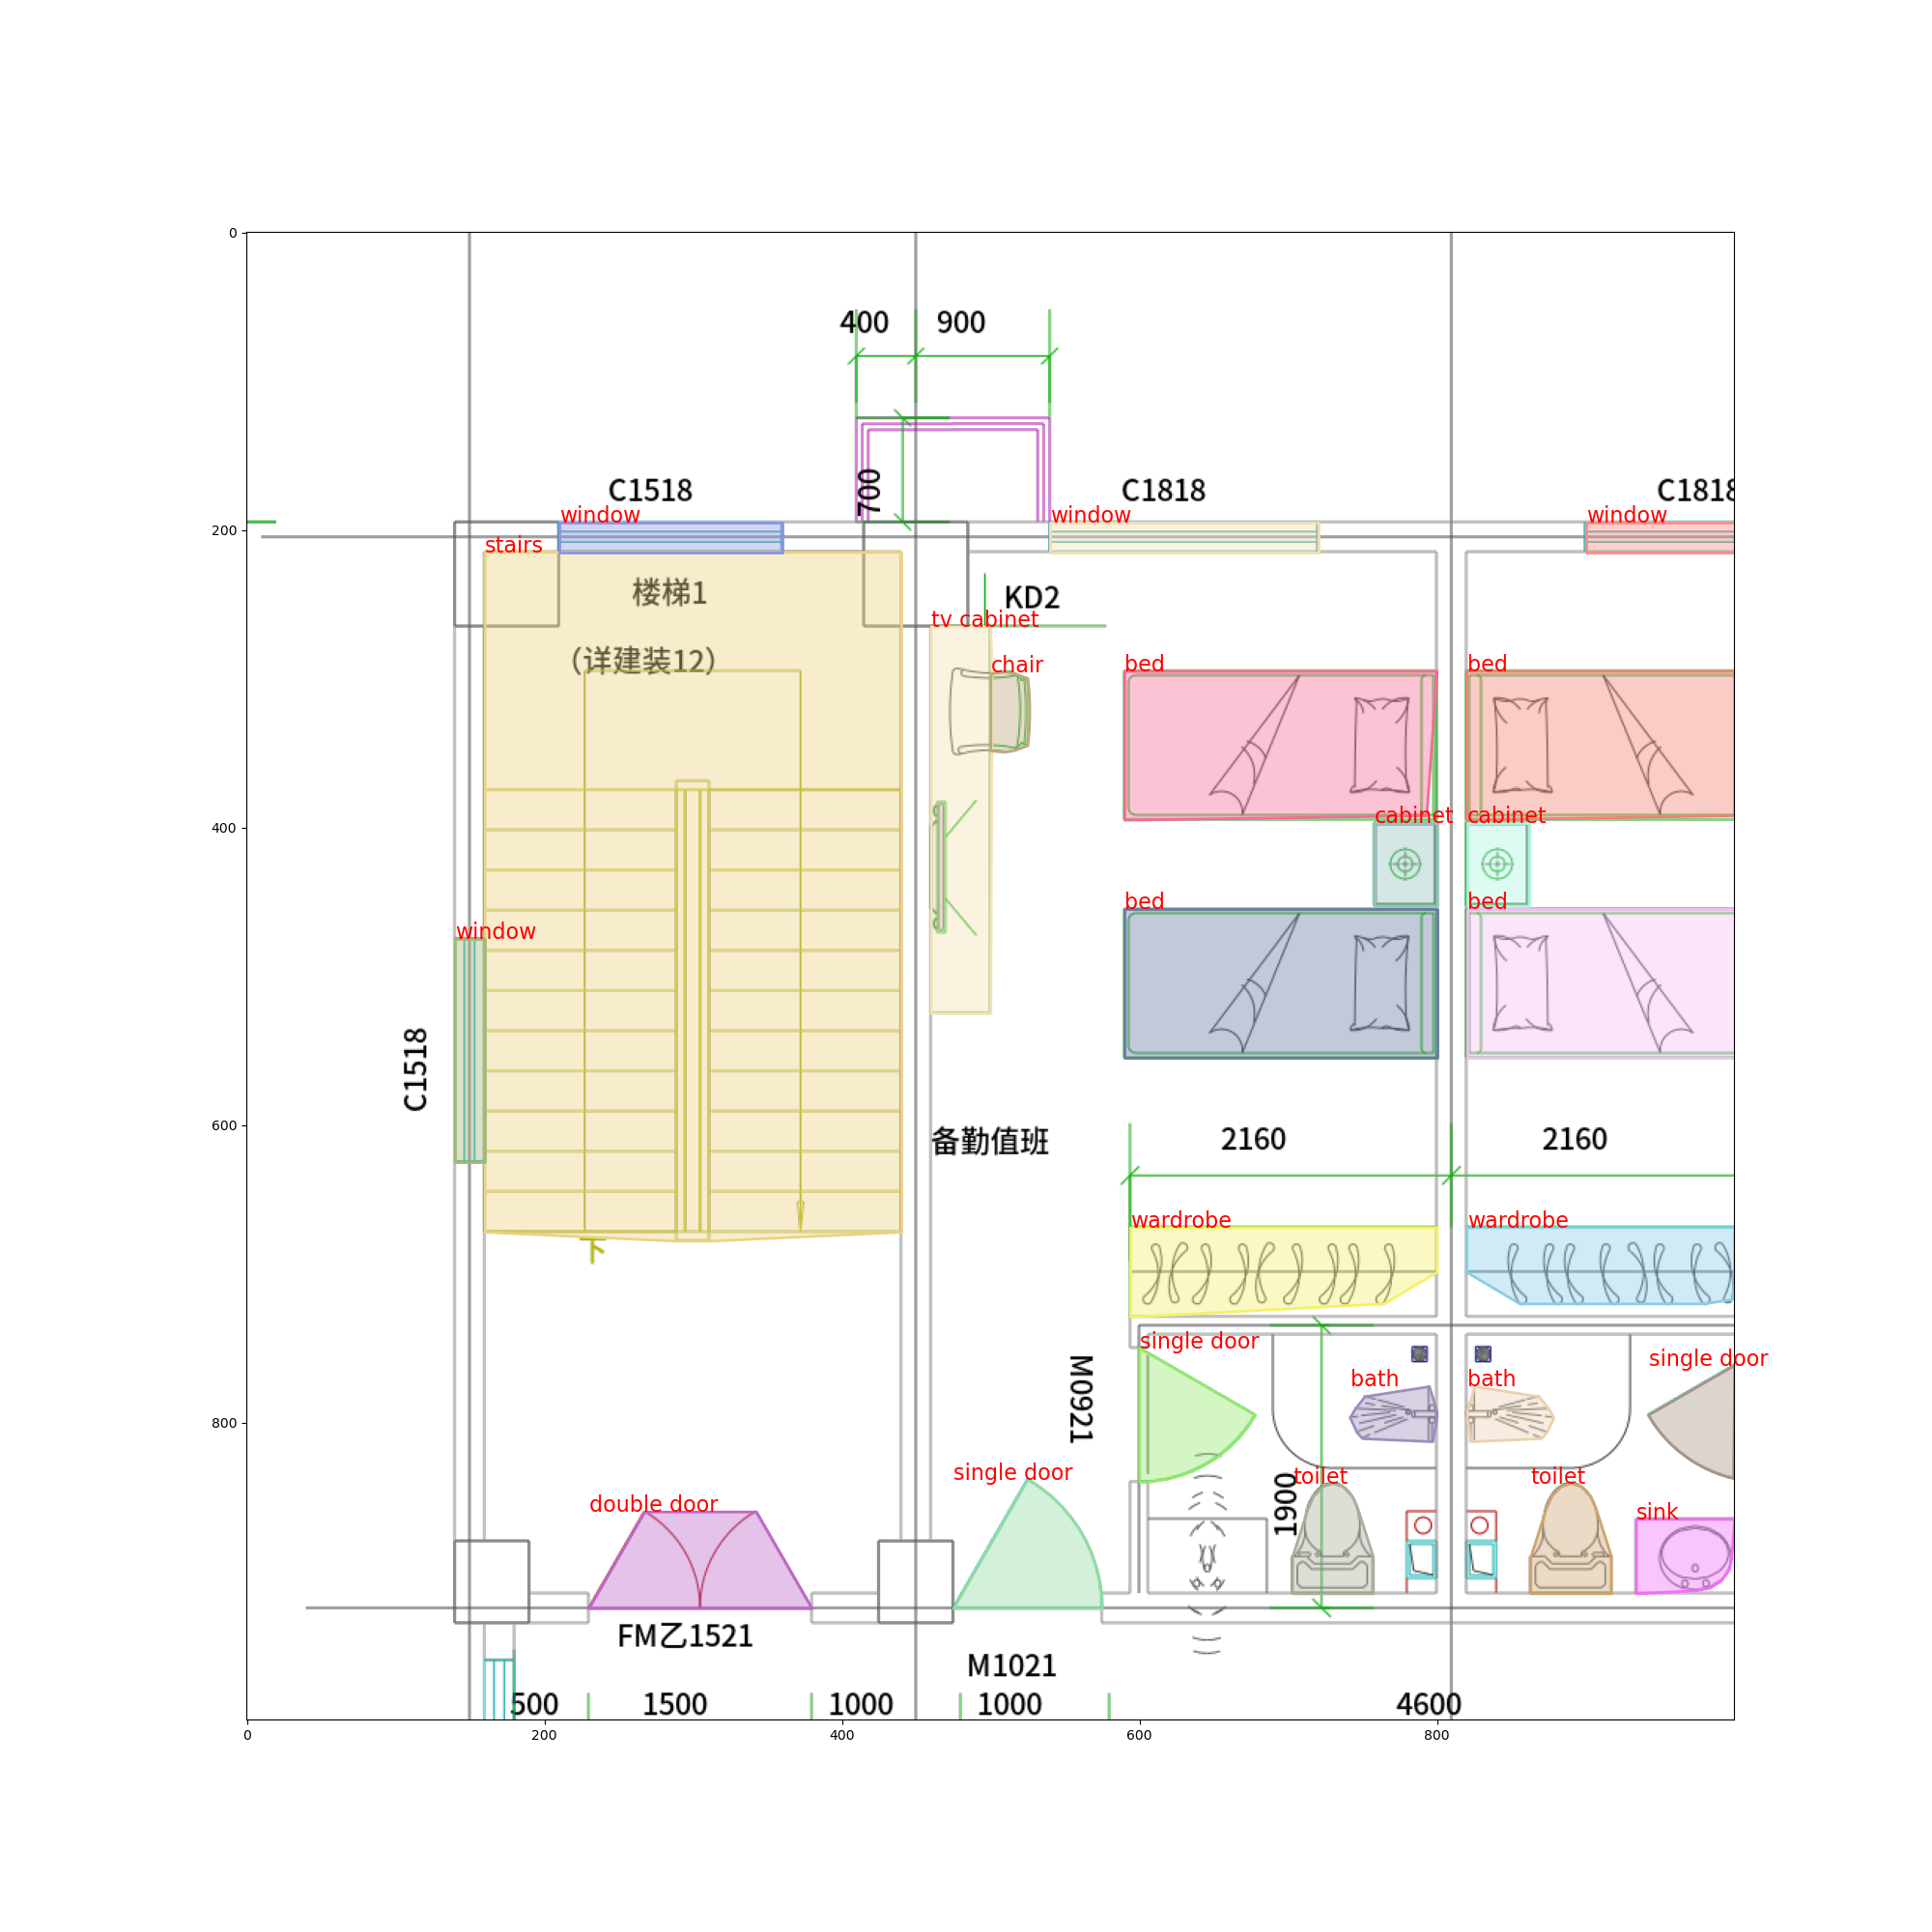 0
400 900
C1518
700
C1818
C1818
200
window
window
window
stairs
楼梯1
KD2
tv cabinet
(详建装12)
chair
bed
bed
400
cabinet
cabinet
bed
bed
window
C1518
600
备勤值班
2160
2160
wardrobe
wardrobe
下
single door
M0921
single door
bath
bath
800
single door
toilet
toilet
1900
double door
sink
FM乙1521
M1021
500 1500 1000 1000 4600
0 200 400 600 800